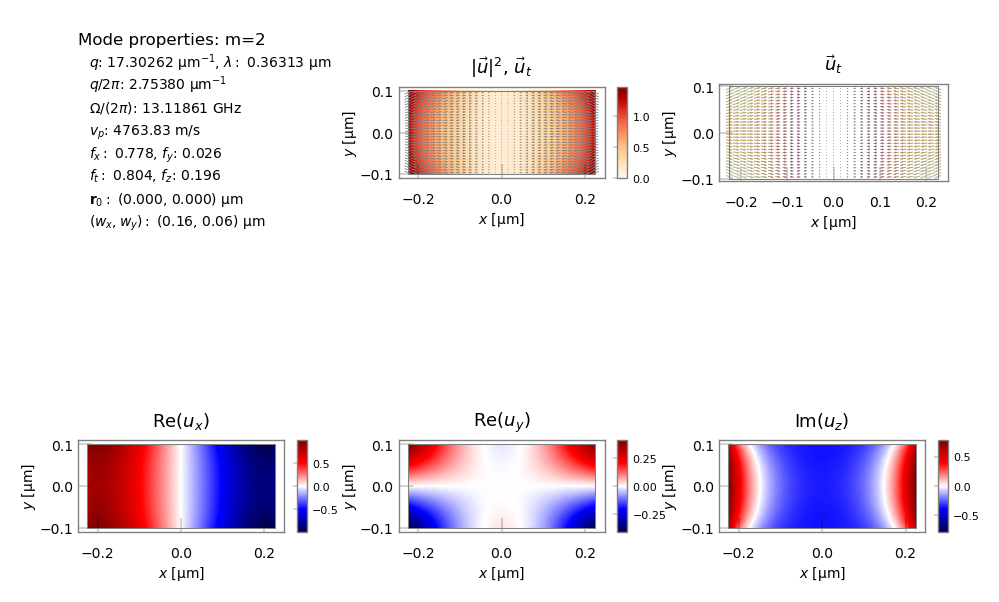 Mode properties: m=2
q: 17.30262 μm⁻¹, λ : 0.36313 μm
q/2π: 2.75380 μm⁻¹
Ω/(2π): 13.11861 GHz
vₚ: 4763.83 m/s
fₓ : 0.778, f_y: 0.026
f_t : 0.804, f_z: 0.196
r₀ : (0.000, 0.000) μm
(wₓ, w_y) : (0.16, 0.06) μm
|u⃗|², u⃗_t
0.1
0.0
−0.1
y [μm]
−0.2 0.0 0.2
x [μm]
1.0
0.5
0.0
u⃗_t
0.1
0.0
−0.1
y [μm]
−0.2 −0.1 0.0 0.1 0.2
x [μm]
Re(uₓ)
0.1
0.0
−0.1
y [μm]
−0.2 0.0 0.2
x [μm]
0.5
0.0
−0.5
Re(u_y)
0.1
0.0
−0.1
y [μm]
−0.2 0.0 0.2
x [μm]
0.25
0.00
−0.25
Im(u_z)
0.1
0.0
−0.1
y [μm]
−0.2 0.0 0.2
x [μm]
0.5
0.0
−0.5